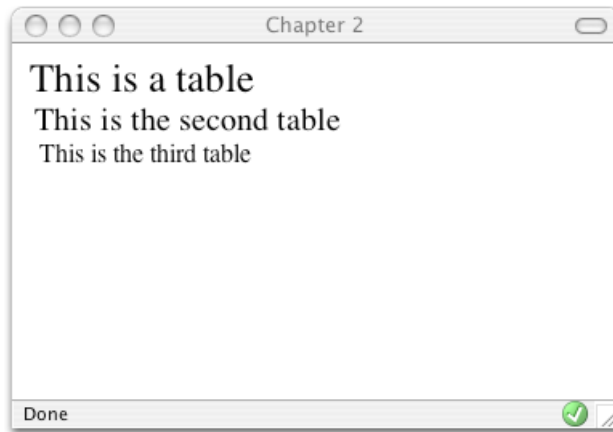 Chapter 2
This is a table
This is the second table
This is the third table
Done